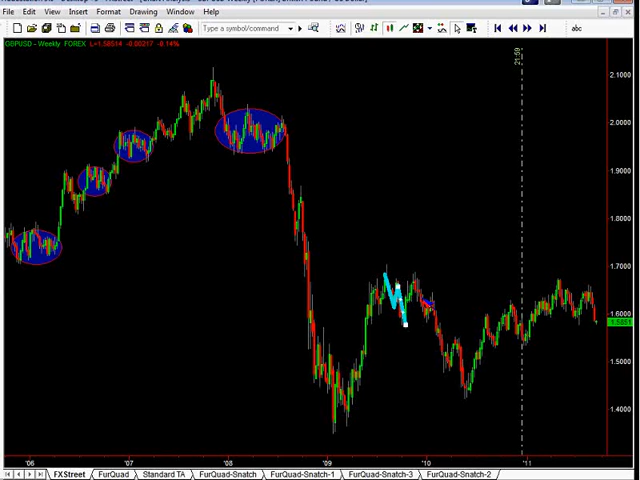 File Edit View Insert Format Drawing Window Help
Type a symbol/command
abc
GBPUSD - Weekly FOREX L=1.58514 -0.00217 -0.14%
21:59
2.1000
2.0000
1.9000
1.8000
1.7000
1.6000
1.5851
1.5000
1.4000
'06 '07 '08 '09 '10 '11
FXStreet FurQuad Standard TA FurQuad-Snatch FurQuad-Snatch-1 FurQuad-Snatch-3 FurQuad-Snatch-2